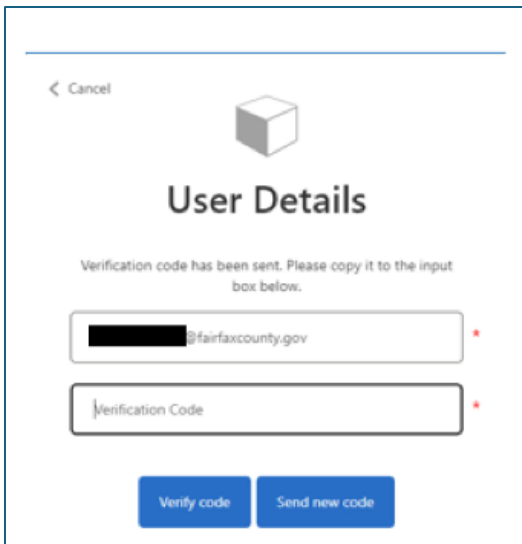 Cancel
User Details
Verification code has been sent. Please copy it to the input
box below.
@fairfaxcounty.gov
*
Verification Code
*
Verify code
Send new code